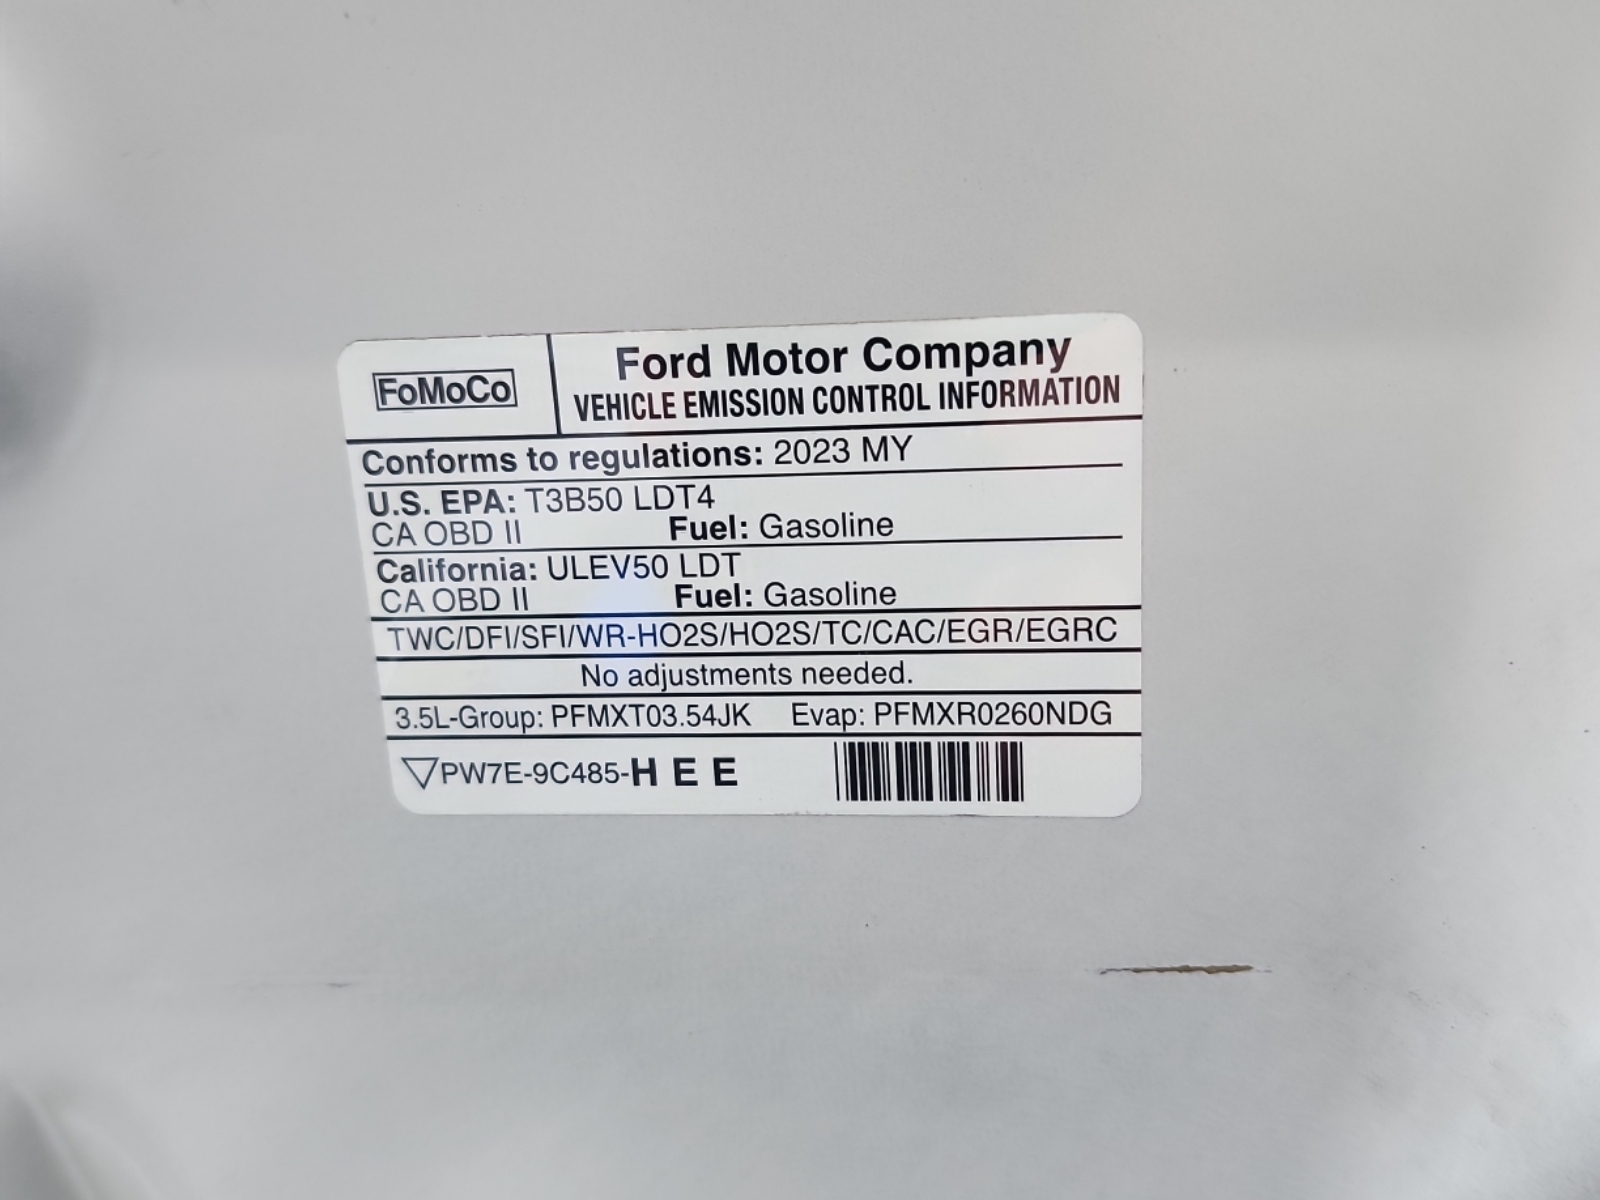 FoMoCo
Ford Motor Company
VEHICLE EMISSION CONTROL INFORMATION
Conforms to regulations: 2023 MY
U.S. EPA: T3B50 LDT4
CA OBD II Fuel: Gasoline
California: ULEV50 LDT
CA OBD II Fuel: Gasoline
TWC/DFI/SFI/WR-HO2S/HO2S/TC/CAC/EGR/EGRC
No adjustments needed.
3.5L-Group: PFMXT03.54JK Evap: PFMXR0260NDG
▽PW7E-9C485-H E E